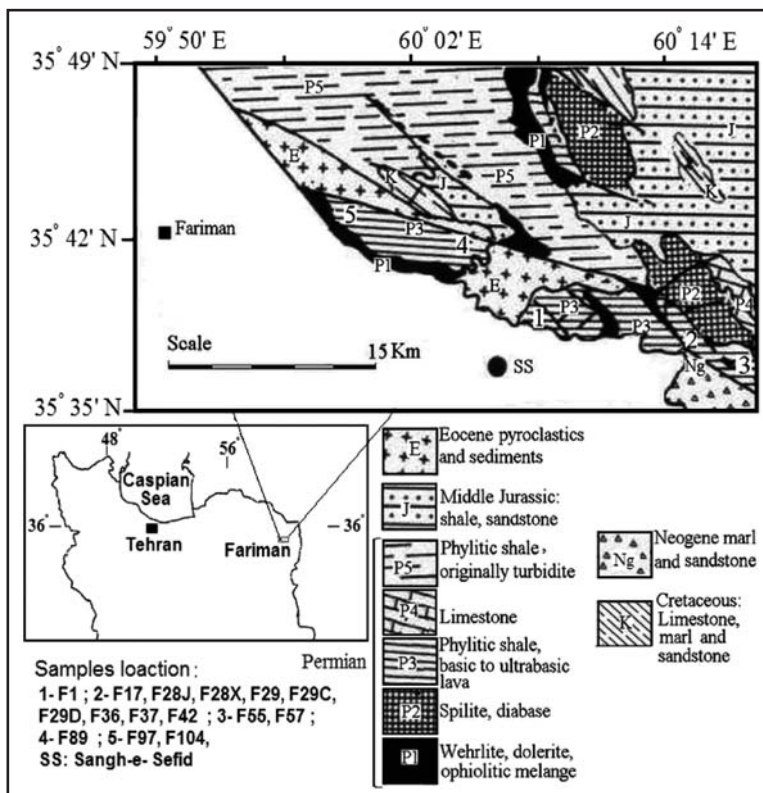 59° 50' E 60° 02' E 60° 14' E
35° 49' N
P5
P1
P2
J
E
K
J
P5
K
5
P3
J
35° 42' N
Fariman
4
P1
E
P2
P4
1
P3
P3
2
3
Scale
15 Km
SS
Ng
35° 35' N
48° 56°
Caspian
Sea
36° 36°
Tehran
Fariman
E
Eocene pyroclastics
and sediments
J
Middle Jurassic:
shale, sandstone
P5
Phylitic shale,
originally turbidite
P4
Limestone
Permian
P3
Phylitic shale,
basic to ultrabasic
lava
P2
Spilite, diabase
P1
Wehrlite, dolerite,
ophiolitic melange
Ng
Neogene marl
and sandstone
K
Cretaceous:
Limestone,
marl and
sandstone
Samples loaction :
1- F1 ; 2- F17, F28J, F28X, F29, F29C,
F29D, F36, F37, F42 ; 3- F55, F57 ;
4- F89 ; 5- F97, F104,
SS: Sangh-e- Sefid